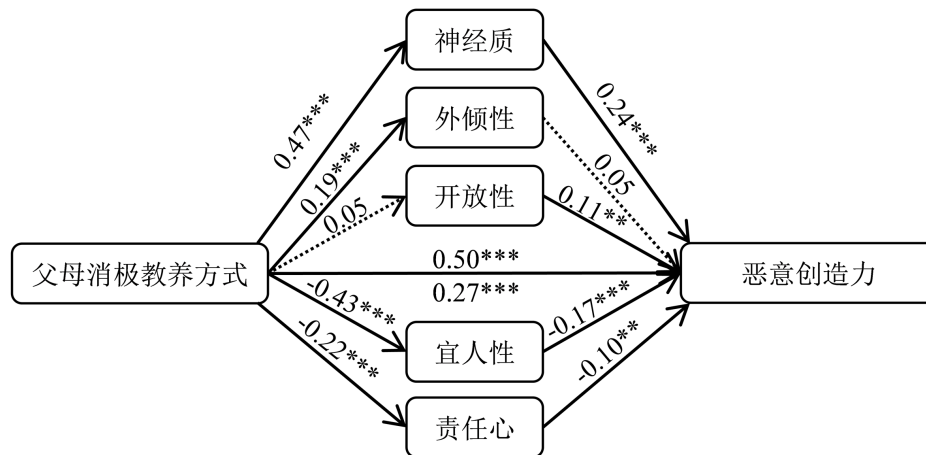 神经质
0.47***
0.24***
外倾性
0.19***
0.05
开放性
0.05
0.11**
父母消极教养方式
0.50***
0.27***
恶意创造力
-0.43***
-0.17***
宜人性
-0.22***
-0.10**
责任心